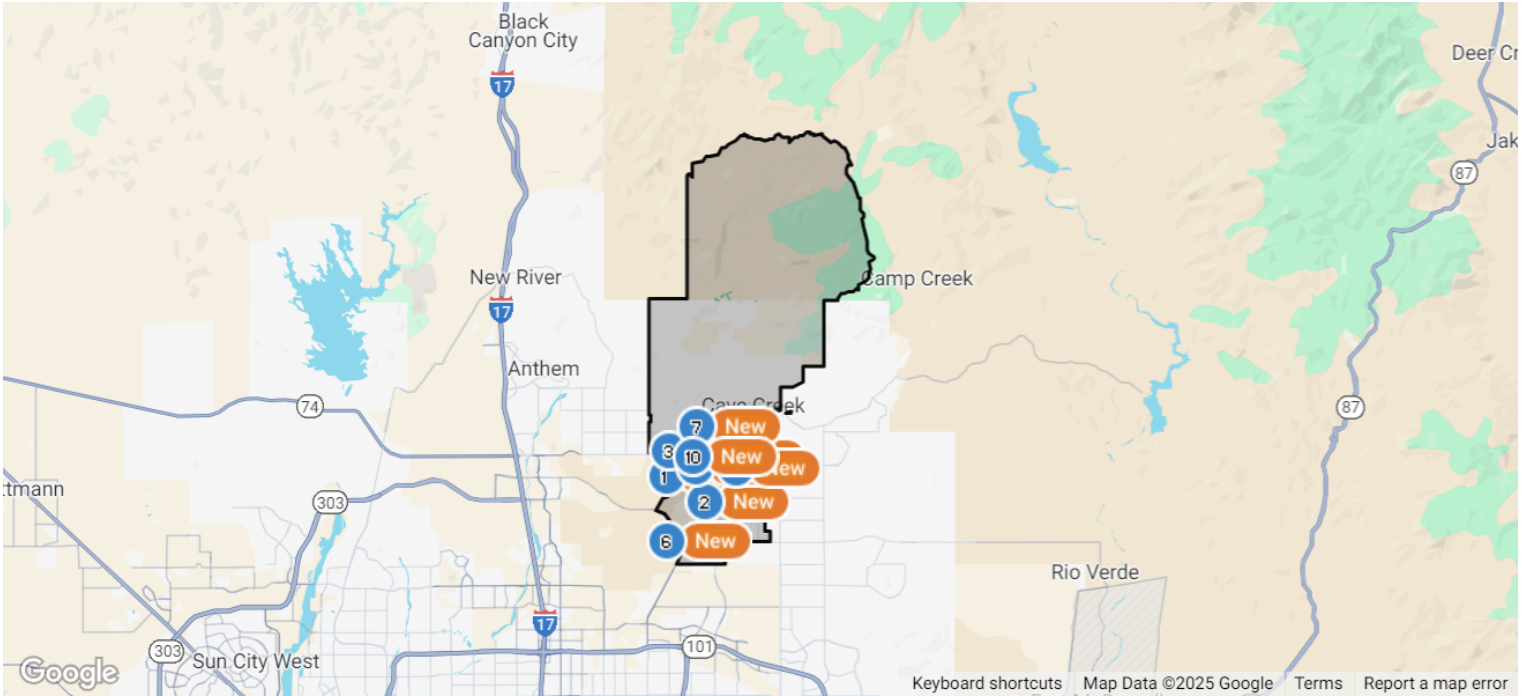 Black
Canyon City
17
Deer Cr
Jak
87
New River
17
Camp Creek
Anthem
74
Cave Creek
87
7 New
3
10 New
New
1
ttmann
303
2 New
6 New
Rio Verde
17
303
101
Sun City West
Google
Keyboard shortcuts Map Data ©2025 Google Terms Report a map error